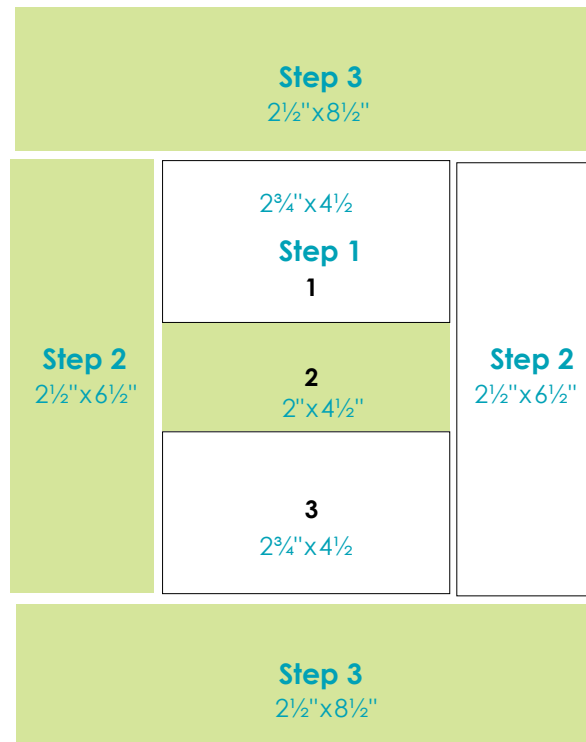 Step 3
2½"x8½"
2¾"x4½
Step 1
1
Step 2
2½"x6½"
2
2"x4½"
Step 2
2½"x6½"
3
2¾"x4½
Step 3
2½"x8½"